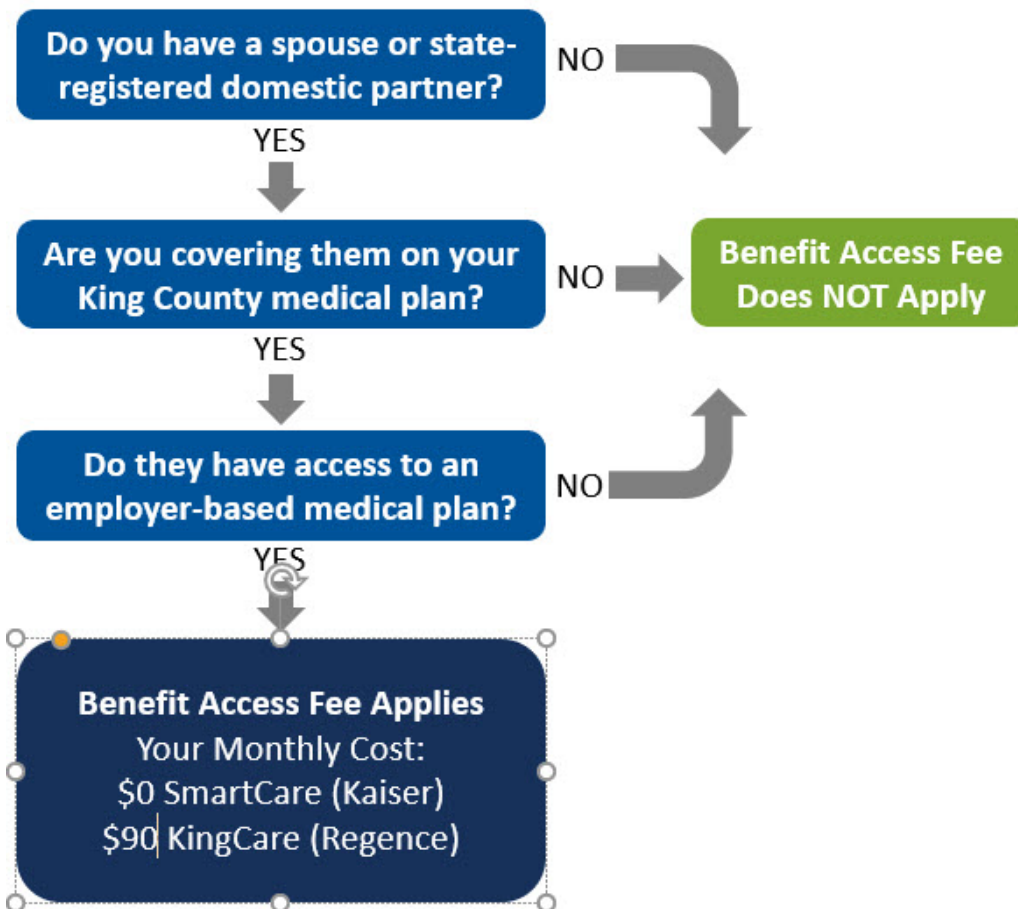 Do you have a spouse or state-
registered domestic partner?
NO
YES
Are you covering them on your
King County medical plan?
NO
Benefit Access Fee
Does NOT Apply
YES
Do they have access to an
employer-based medical plan?
NO
YES
Benefit Access Fee Applies
Your Monthly Cost:
$0 SmartCare (Kaiser)
$90 KingCare (Regence)